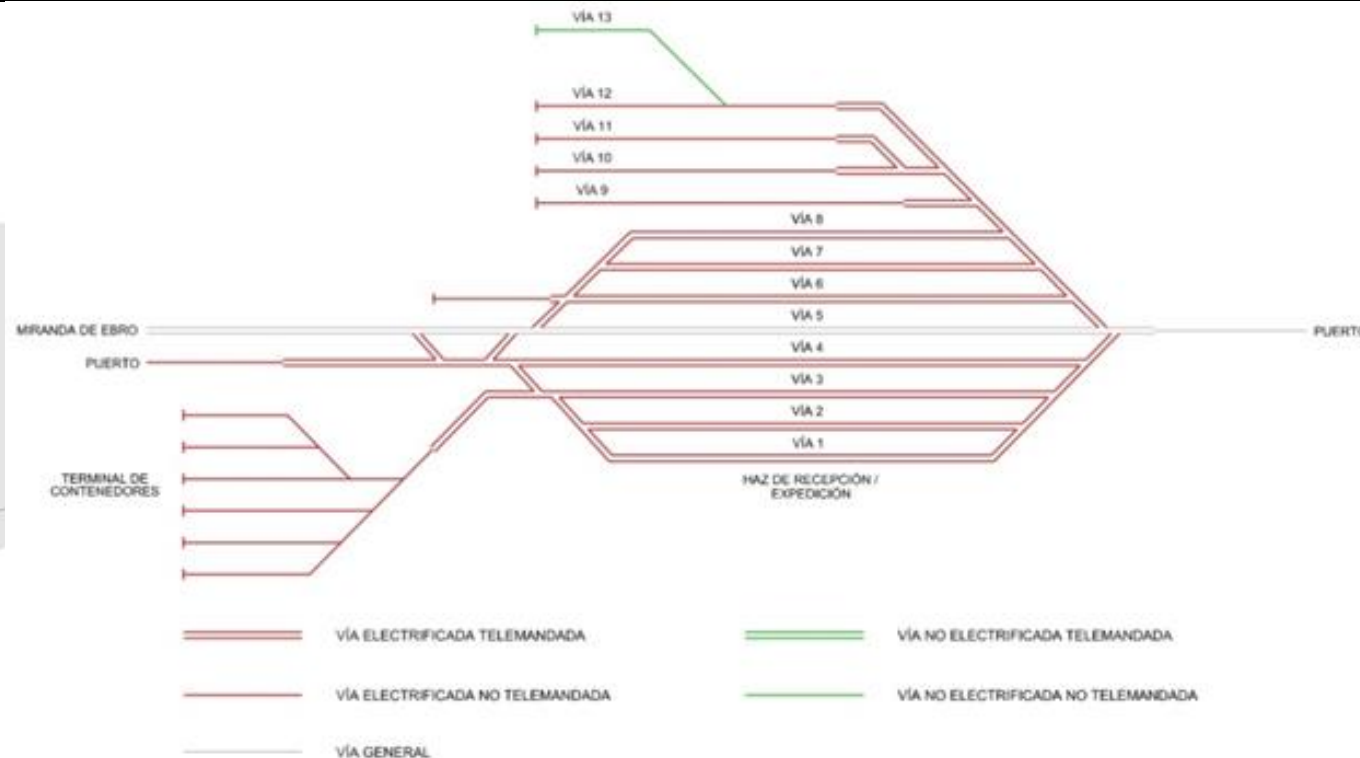 VÍA 13
VÍA 12
VÍA 11
VÍA 10
VÍA 9
VÍA 8
VÍA 7
VÍA 6
VÍA 5
MIRANDA DE EBRO
PUERTO
VÍA 4
PUERTO
VÍA 3
VÍA 2
VÍA 1
TERMINAL DE
CONTENEDORES
HAZ DE RECEPCIÓN /
EXPEDICIÓN
VÍA ELECTRIFICADA TELEMANDADA
VÍA NO ELECTRIFICADA TELEMANDADA
VÍA ELECTRIFICADA NO TELEMANDADA
VÍA NO ELECTRIFICADA NO TELEMANDADA
VÍA GENERAL